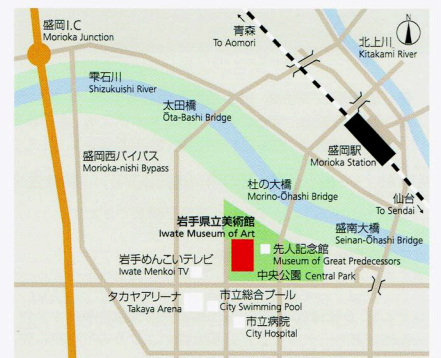 盛岡I.C
Morioka Junction
青森
To Aomori
N
北上川
Kitakami River
雫石川
Shizukuishi River
太田橋
Ōta-Bashi Bridge
盛岡駅
Morioka Station
盛岡西バイパス
Morioka-nishi Bypass
杜の大橋
Morino-Ōhashi Bridge
仙台
To Sendai
岩手県立美術館
Iwate Museum of Art
盛南大橋
Seinan-Ōhashi Bridge
先人記念館
Museum of Great Predecessors
岩手めんこいテレビ
Iwate Menkoi TV
中央公園 Central Park
タカヤアリーナ
Takaya Arena
市立総合プール
City Swimming Pool
市立病院
City Hospital